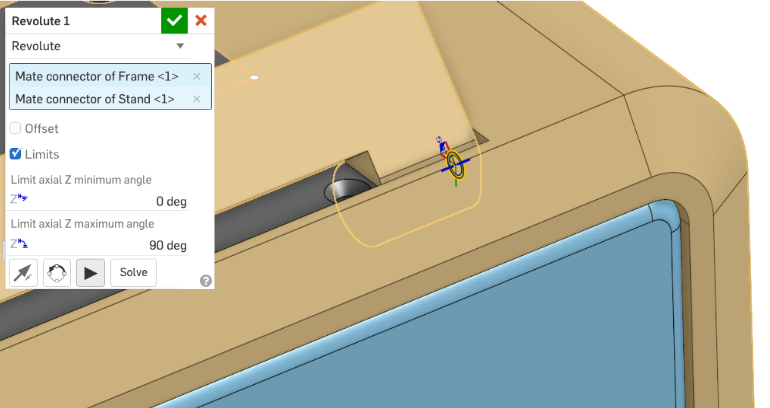 Revolute 1
Revolute
Mate connector of Frame <1>
Mate connector of Stand <1>
Offset
Limits
Limit axial Z minimum angle
Z
0 deg
Limit axial Z maximum angle
Z
90 deg
Solve
?